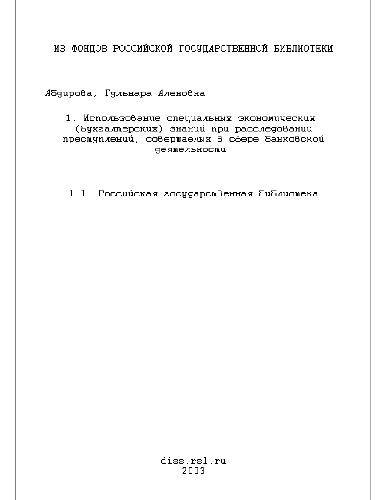 ИЗ ФОНДОВ РОССИЙСКОЙ ГОСУДАРСТВЕННОЙ БИБЛИОТЕКИ
Абдирова, Гульнара Аленовна
1. Использование специальных экономических
(бухгалтерских) знаний при расследовании
преступлений, совершаемых в сфере банковской
деятельности
1.1. Российская государственная библиотека
diss.rsl.ru
2003